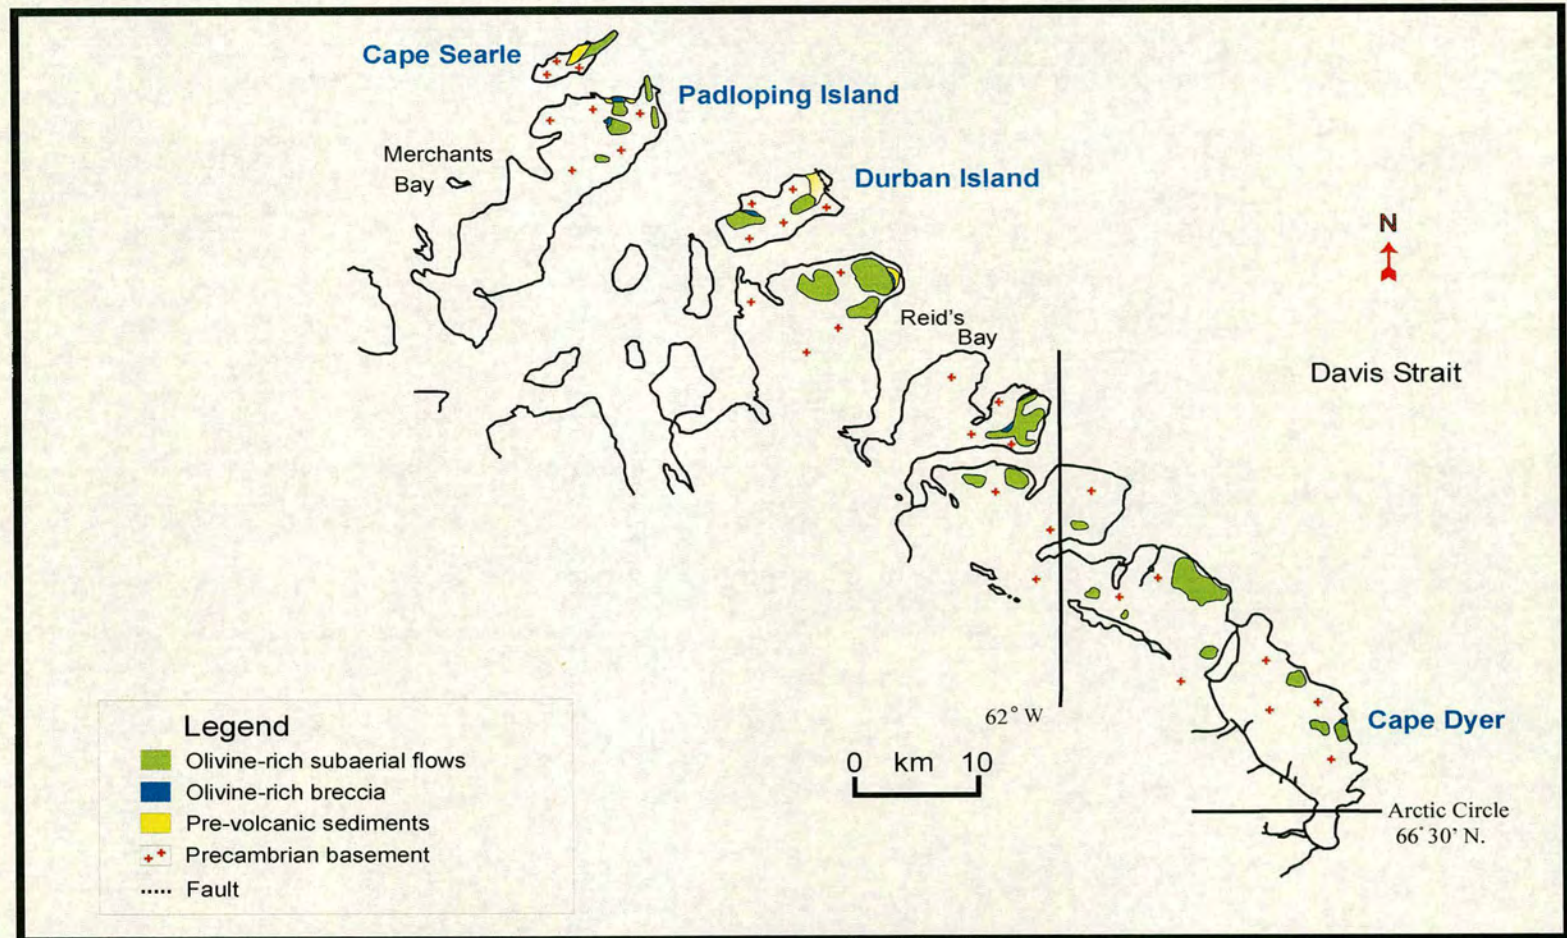 Cape Searle
Padloping Island
Merchants
Bay
Durban Island
N
Reid's
Bay
Davis Strait
62° W
Cape Dyer
0 km 10
Arctic Circle
66° 30' N.
Legend
Olivine-rich subaerial flows
Olivine-rich breccia
Pre-volcanic sediments
Precambrian basement
Fault